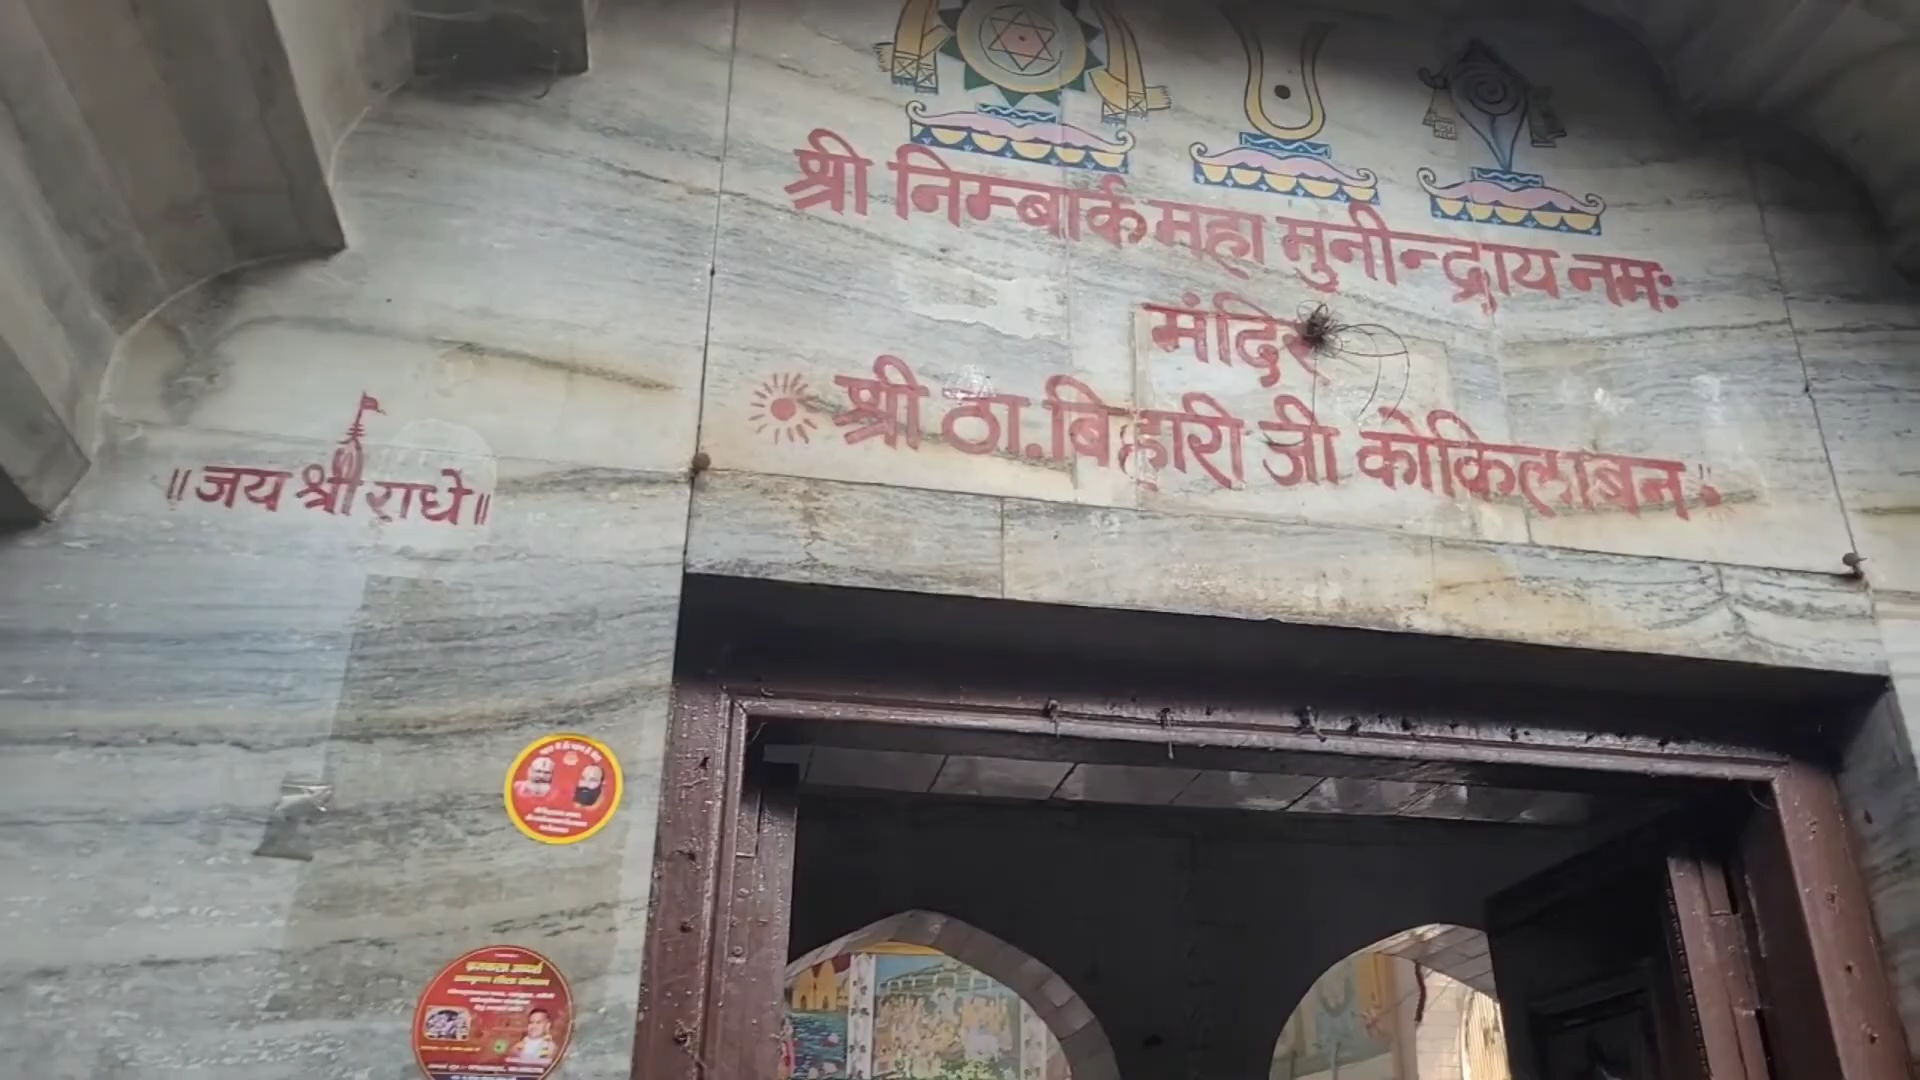 श्री निम्बार्क महा मुनीन्द्राय नमः
मंदिर
श्री ठा. बिहारी जी कोकिलाबन
॥ जय श्री राधे ॥